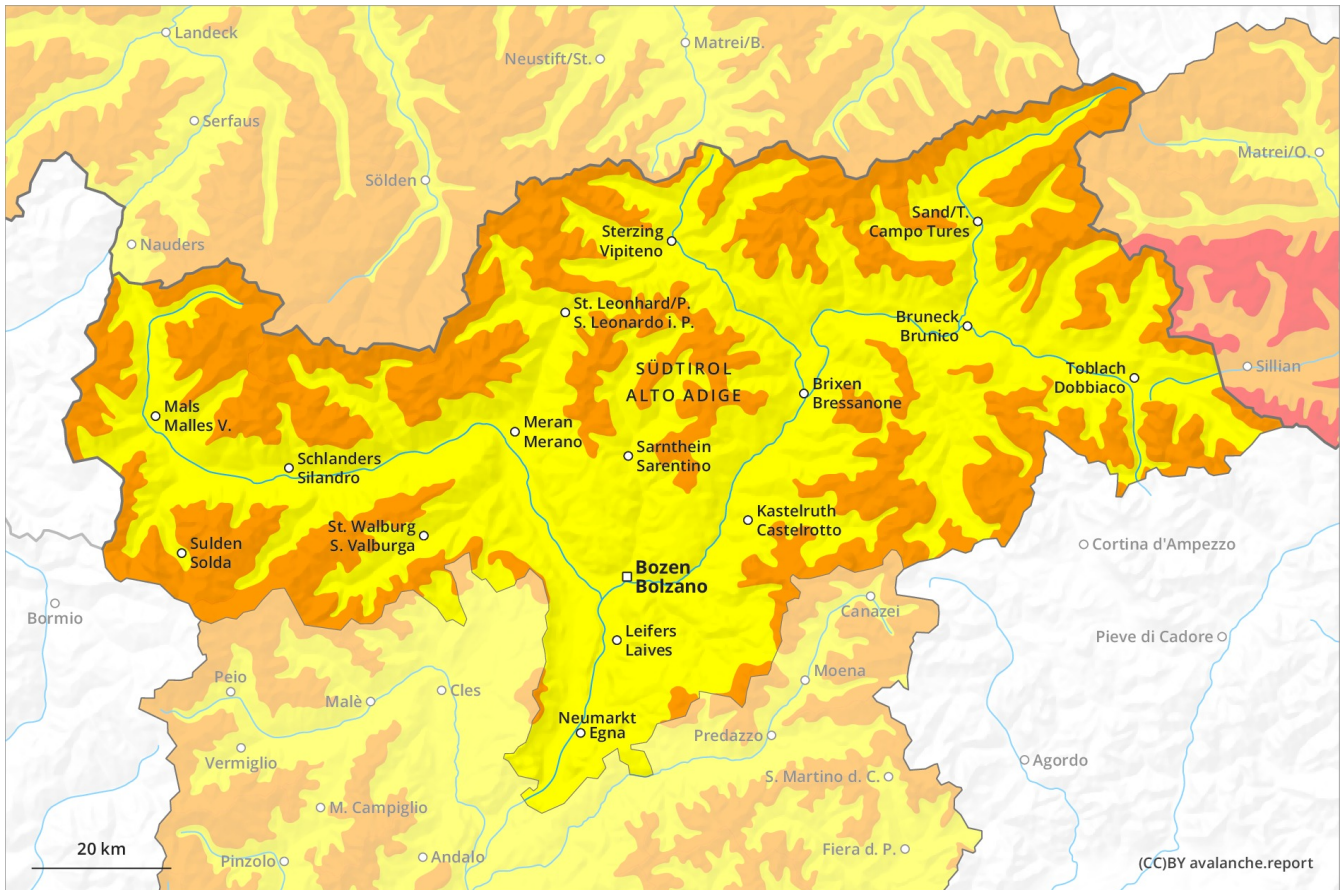 Landeck
Matrei/B.
Neustift/St.
Serfaus
Matrei/O.
Sölden
Sand/T.
Campo Tures
Sterzing
Vipiteno
Nauders
St. Leonhard/P.
S. Leonardo i. P.
Bruneck
Brunico
SÜDTIROL
ALTO ADIGE
Toblach
Dobbiaco
Sillian
Brixen
Bressanone
Mals
Malles V.
Meran
Merano
Sarnthein
Sarentino
Schlanders
Silandro
Kastelruth
Castelrotto
St. Walburg
S. Valburga
Sulden
Solda
Cortina d'Ampezzo
Bozen
Bolzano
Bormio
Canazei
Leifers
Laives
Pieve di Cadore
Peio
Moena
Malè
Cles
Neumarkt
Egna
Predazzo
Vermiglio
Agordo
S. Martino d. C.
M. Campiglio
20 km
Pinzolo
Andalo
Fiera d. P.
(CC)BY avalanche.report